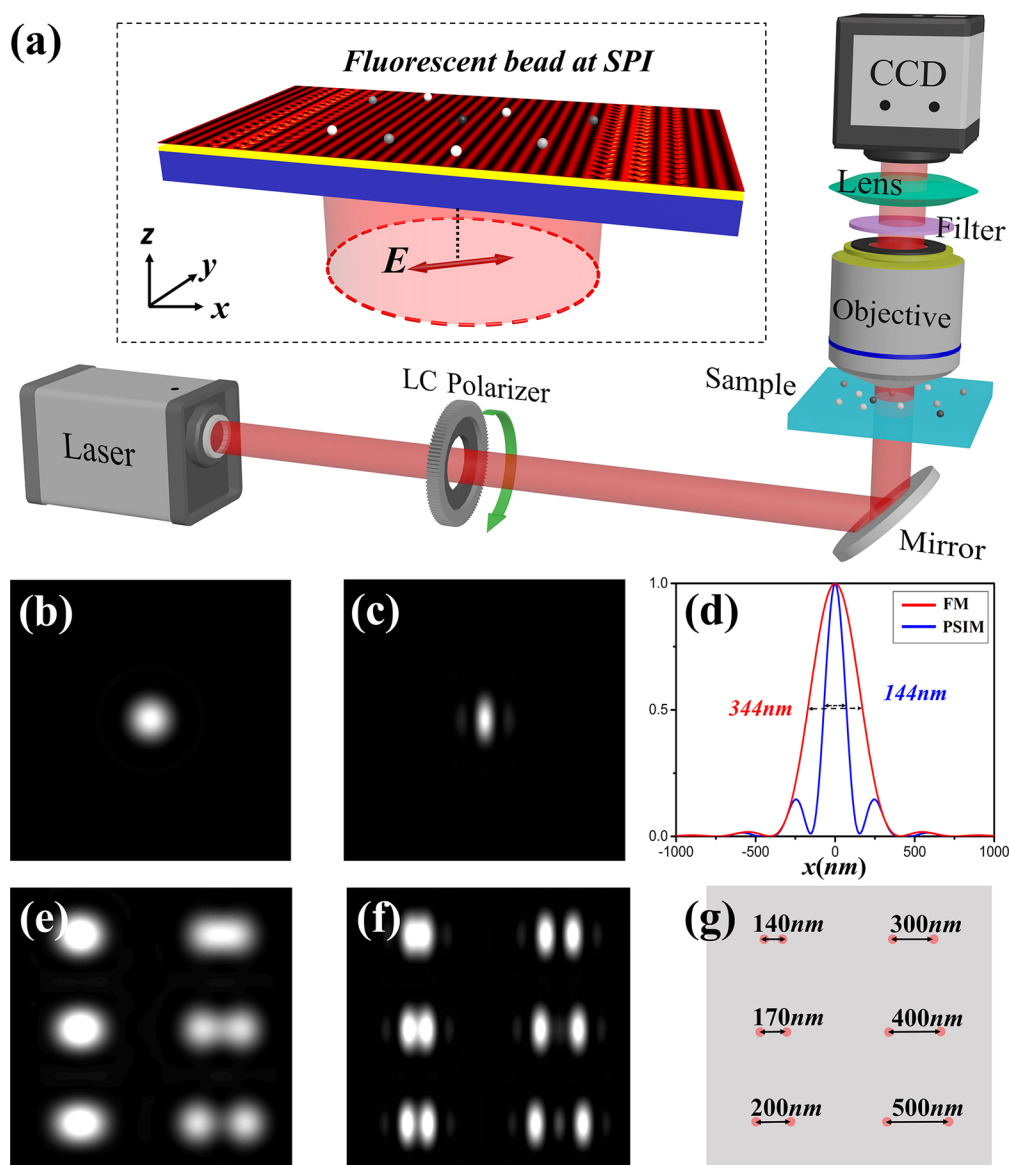 (a)
Fluorescent bead at SPI
CCD
Lens
Filter
z
y
x
E
Objective
LC Polarizer
Sample
Laser
Mirror
(b)
(c)
(d)
1.0
FM
PSIM
344nm
144nm
0.5
0.0
-1000
-500
0
500
1000
x(nm)
(e)
(f)
(g)
140nm
300nm
170nm
400nm
200nm
500nm